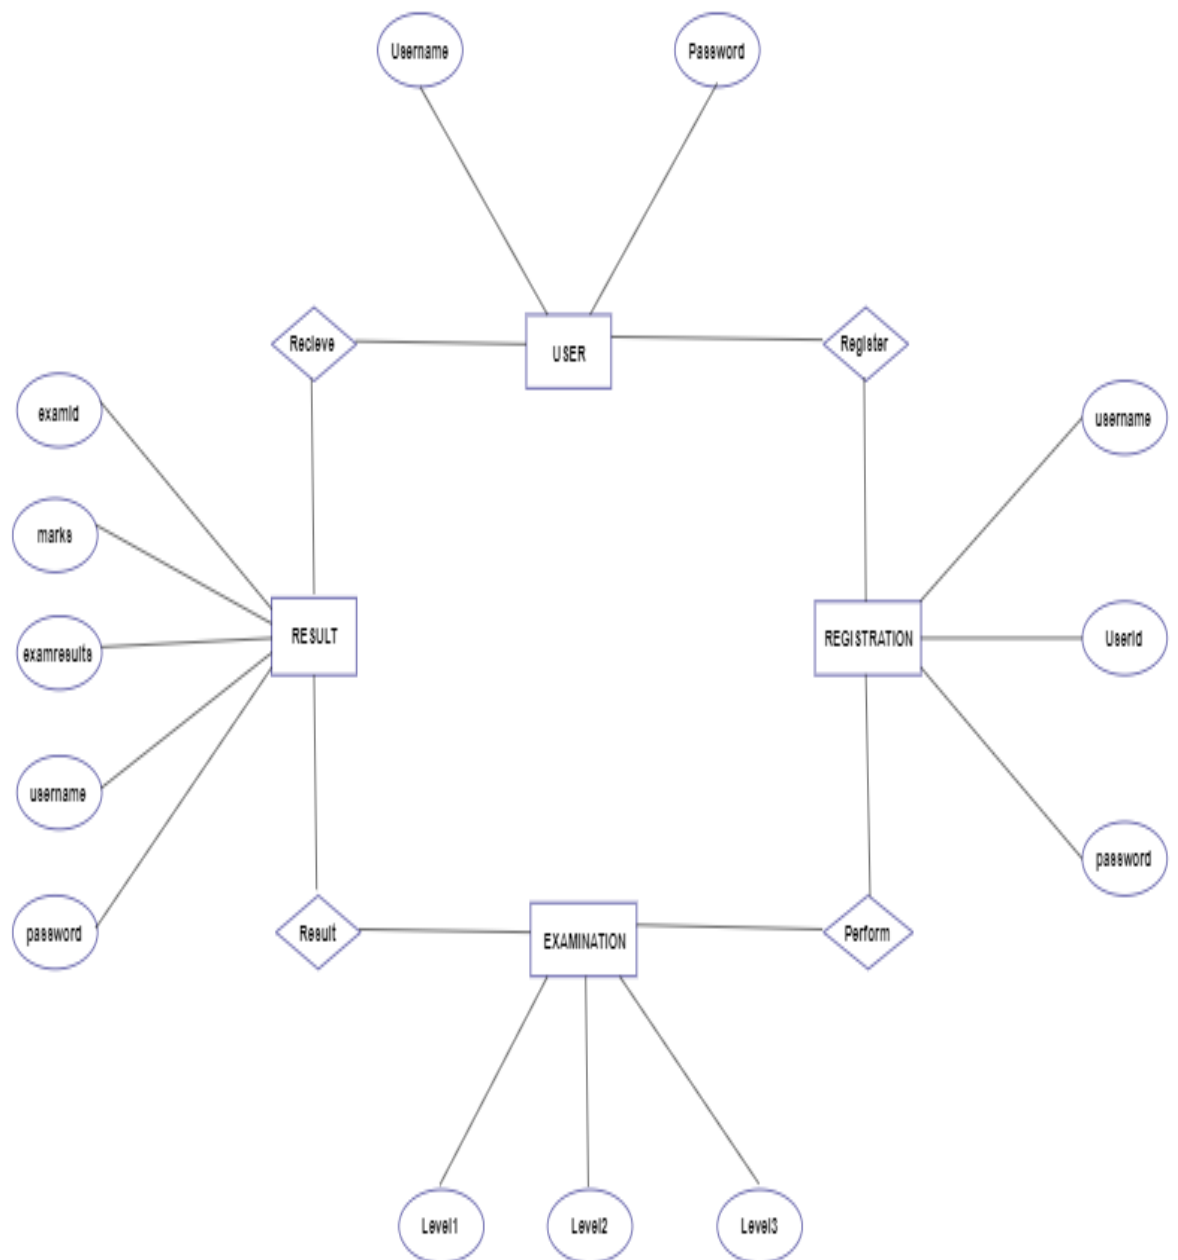 Username
Password
Recieve
USER
Register
examId
username
marks
RESULT
REGISTRATION
UserId
examresults
username
password
password
Result
EXAMINATION
Perform
Level1
Level2
Level3